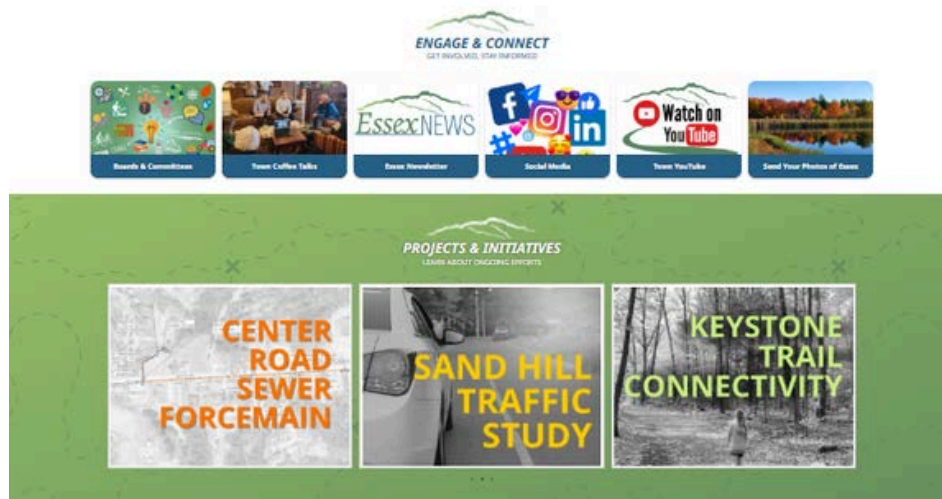 ENGAGE & CONNECT
GET INVOLVED, STAY INFORMED
EssexNEWS
Watch on
YouTube
Boards & Committees
Town Coffee Talks
Essex Newsletter
Social Media
Town YouTube
Send Your Photos of Essex
PROJECTS & INITIATIVES
LEARN ABOUT ONGOING EFFORTS
CENTER
ROAD
SEWER
FORCEMAIN
SAND HILL
TRAFFIC
STUDY
KEYSTONE
TRAIL
CONNECTIVITY